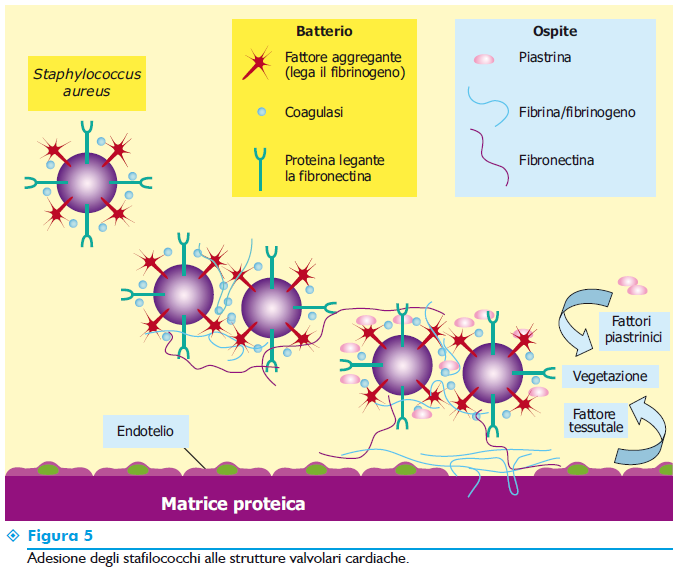 Staphylococcus
aureus
Batterio
Fattore aggregante
(lega il fibrinogeno)
Coagulasi
Proteina legante
la fibronectina
Ospite
Piastrina
Fibrina/fibrinogeno
Fibronectina
Fattori
piastrinici
Vegetazione
Fattore
tessutale
Endotelio
Matrice proteica
Figura 5
Adesione degli stafilococchi alle strutture valvolari cardiache.